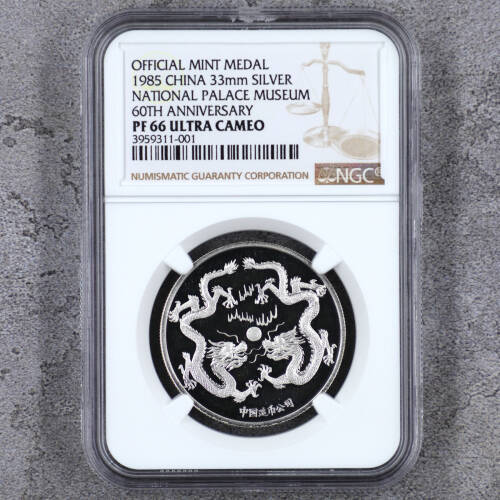 OFFICIAL MINT MEDAL
1985 CHINA 33mm SILVER
NATIONAL PALACE MUSEUM
60TH ANNIVERSARY
PF 66 ULTRA CAMEO
3959311-001
NUMISMATIC GUARANTY CORPORATION
NGC
中国造币公司